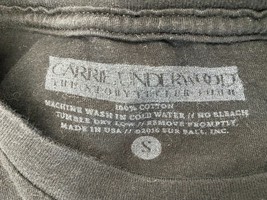 CARRIE UNDERWOOD
THE STORYTELLER TOUR
100% COTTON
MACHINE WASH IN COLD WATER // NO BLEACH
TUMBLE DRY LOW // REMOVE PROMPTLY
MADE IN USA // ©2016 FUR BALL, INC.
S